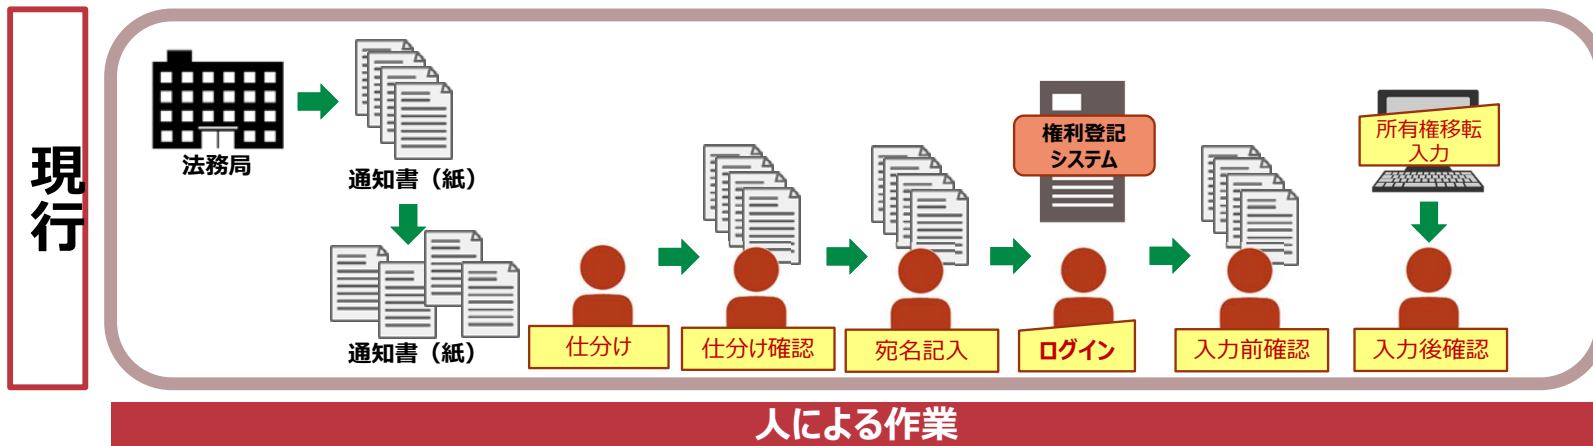 現行
法務局
通知書（紙）
通知書（紙）
仕分け
仕分け確認
宛名記入
権利登記
システム
ログイン
入力前確認
所有権移転
入力
入力後確認
人による作業